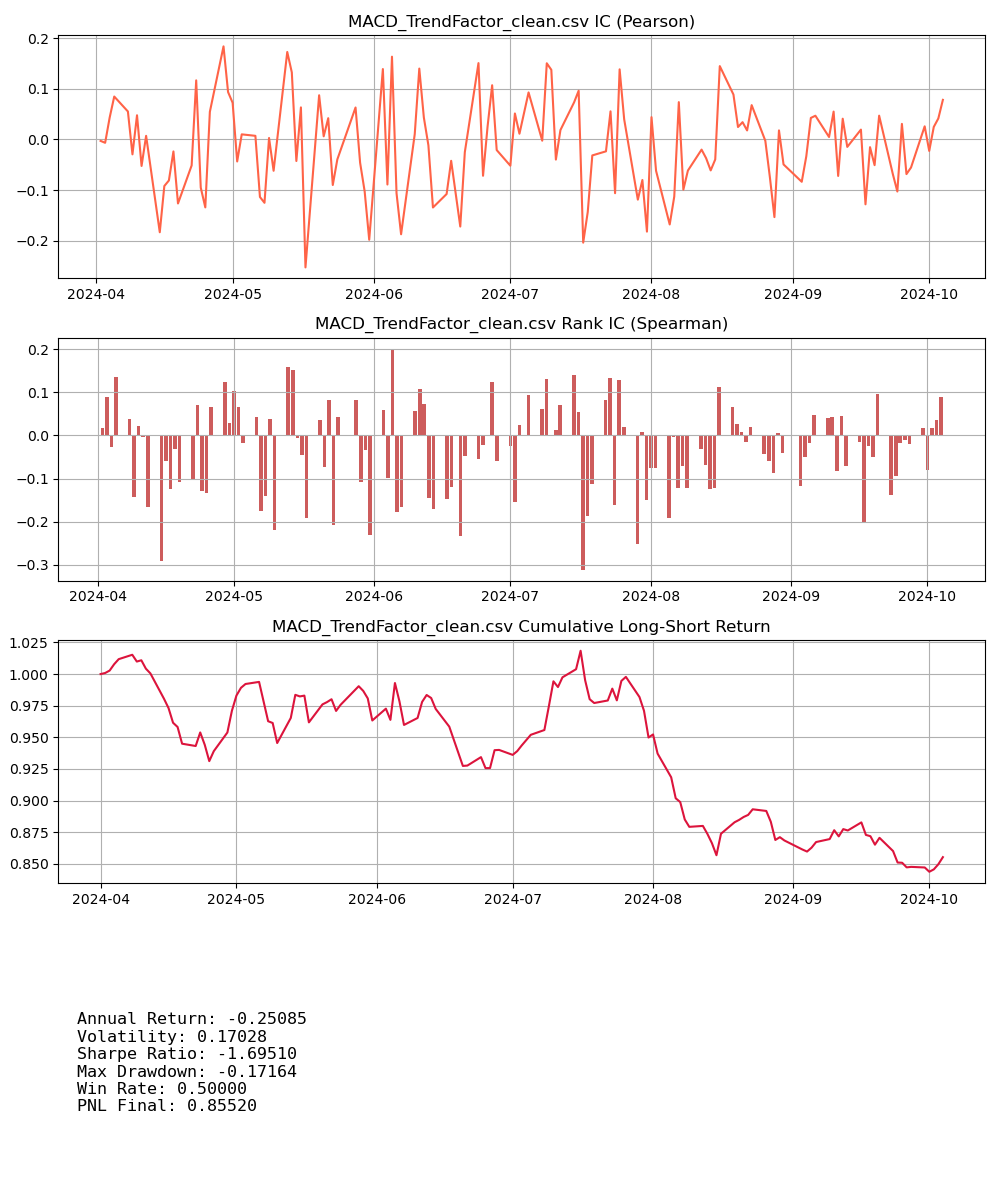 MACD_TrendFactor_clean.csv IC (Pearson)
0.2
0.1
0.0
−0.1
−0.2
2024-04 2024-05 2024-06 2024-07 2024-08 2024-09 2024-10
MACD_TrendFactor_clean.csv Rank IC (Spearman)
0.2
0.1
0.0
−0.1
−0.2
−0.3
2024-04 2024-05 2024-06 2024-07 2024-08 2024-09 2024-10
MACD_TrendFactor_clean.csv Cumulative Long-Short Return
1.025
1.000
0.975
0.950
0.925
0.900
0.875
0.850
2024-04 2024-05 2024-06 2024-07 2024-08 2024-09 2024-10
Annual Return: -0.25085
Volatility: 0.17028
Sharpe Ratio: -1.69510
Max Drawdown: -0.17164
Win Rate: 0.50000
PNL Final: 0.85520